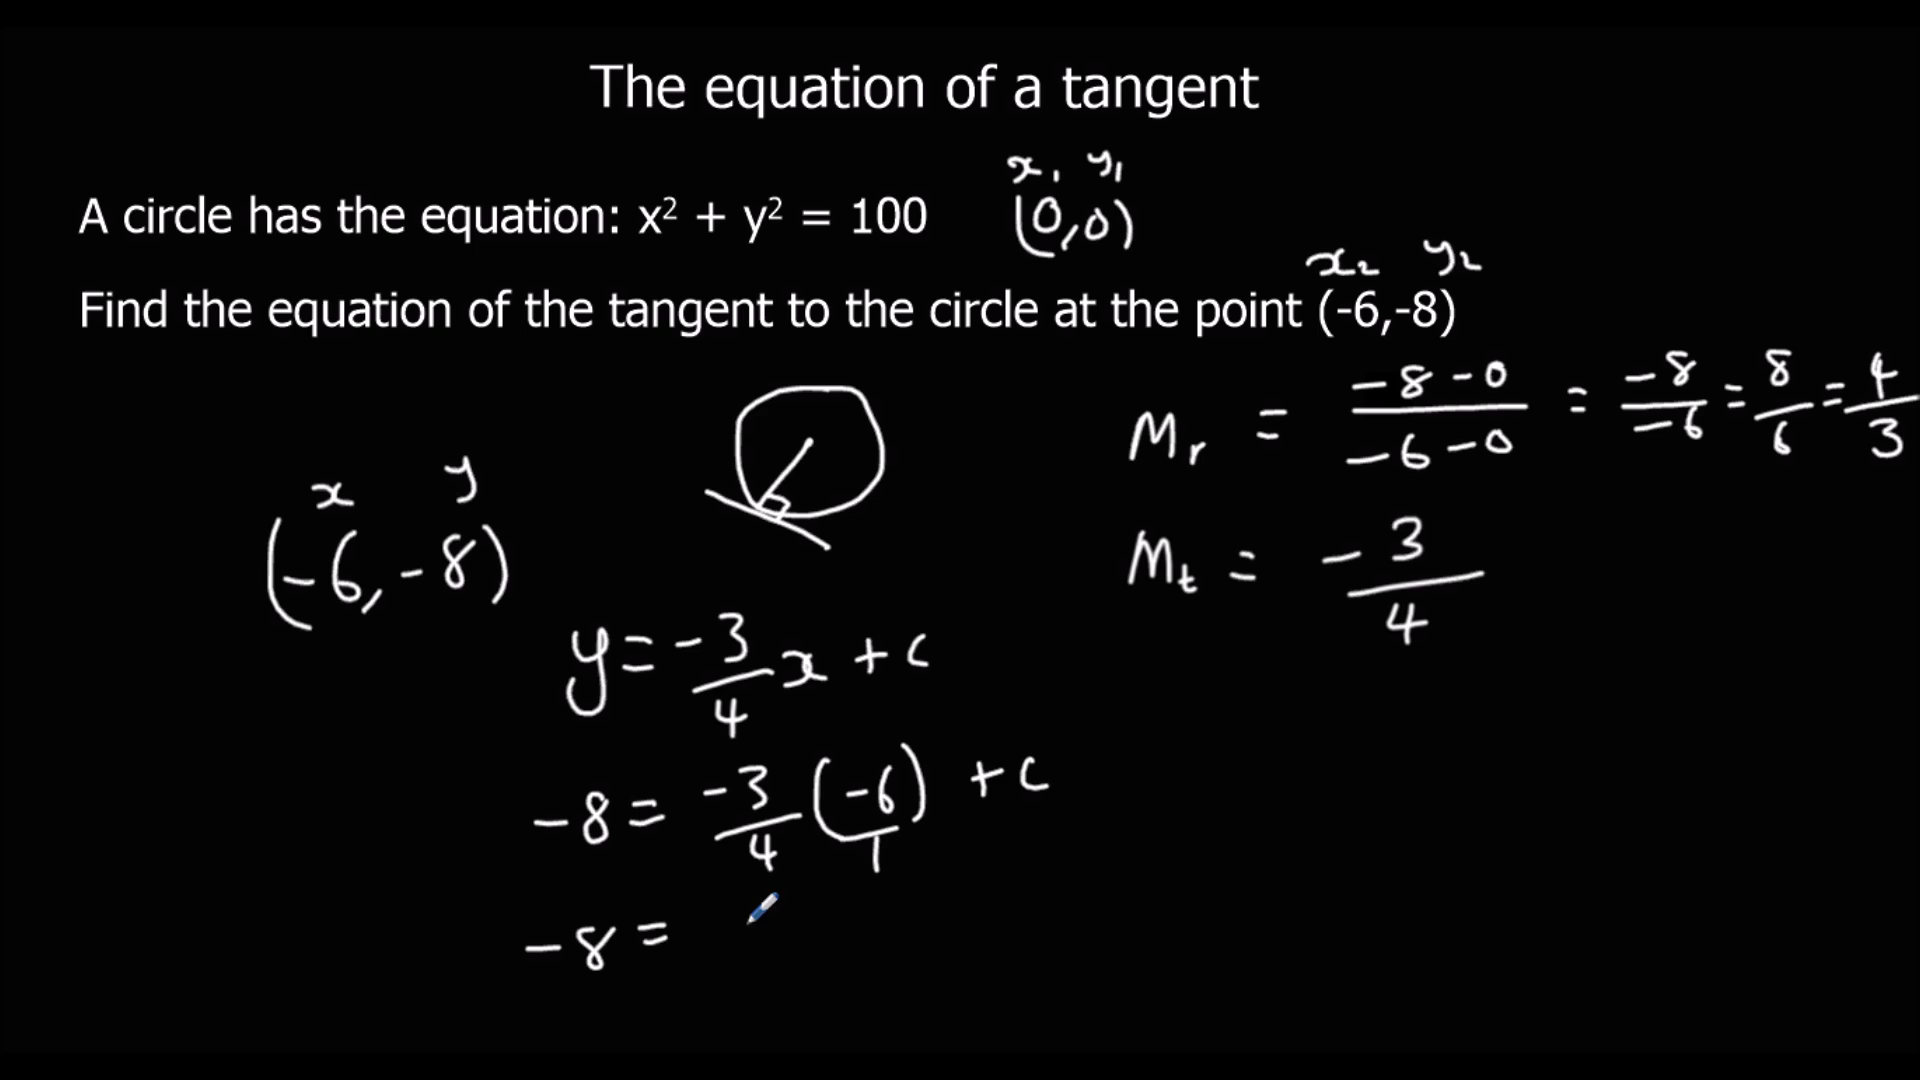 The equation of a tangent
x₁ y₁
A circle has the equation: x² + y² = 100 (0,0)
x₂ y₂
Find the equation of the tangent to the circle at the point (-6,-8)
Mr = -8-0/-6-0 = -8/-6 = 8/6 = 4/3
x y
(-6,-8)
Mt = -3/4
y = -3/4 x + c
-8 = -3/4 (-6/1) + c
-8 =